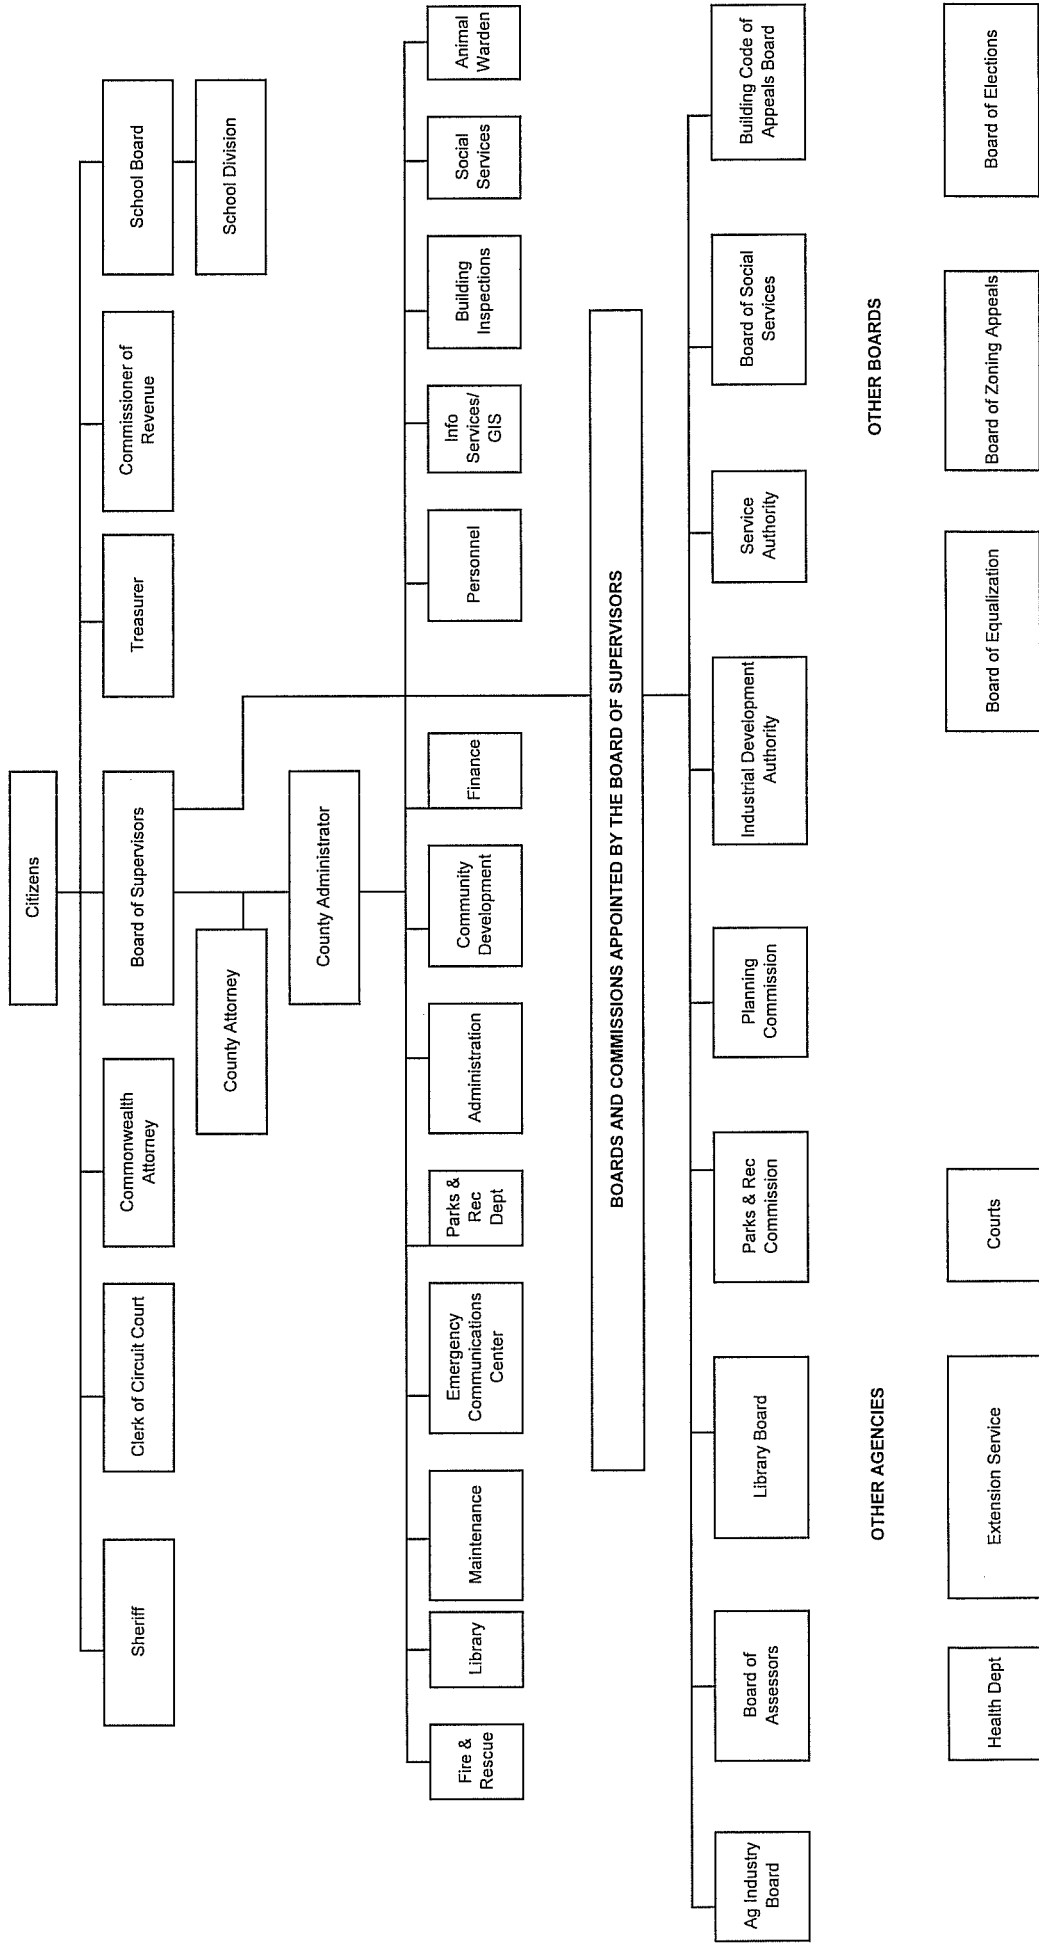 Citizens
Sheriff
Clerk of Circuit Court
Commonwealth
Attorney
Board of Supervisors
Treasurer
Commissioner of
Revenue
School Board
County Attorney
School Division
County Administrator
Fire &
Rescue
Library
Maintenance
Emergency
Communications
Center
Parks &
Rec
Dept
Administration
Community
Development
Finance
Personnel
Info
Services/
GIS
Building
Inspections
Social
Services
Animal
Warden
BOARDS AND COMMISSIONS APPOINTED BY THE BOARD OF SUPERVISORS
Ag Industry
Board
Board of
Assessors
Library Board
Parks & Rec
Commission
Planning
Commission
Industrial Development
Authority
Service
Authority
Board of Social
Services
Building Code of
Appeals Board
OTHER AGENCIES
Health Dept
Extension Service
Courts
OTHER BOARDS
Board of Equalization
Board of Zoning Appeals
Board of Elections